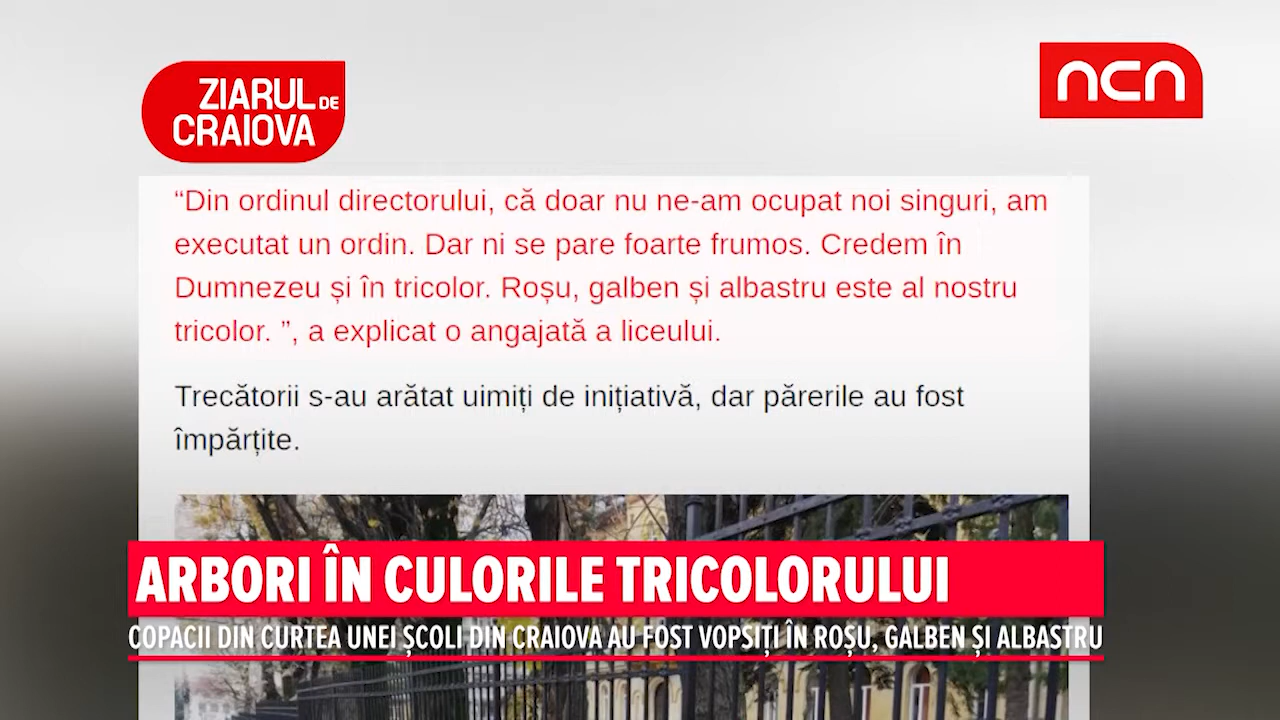 ZIARUL DE
CRAIOVA
ncn
“Din ordinul directorului, că doar nu ne-am ocupat noi singuri, am
executat un ordin. Dar ni se pare foarte frumos. Credem în
Dumnezeu și în tricolor. Roșu, galben și albastru este al nostru
tricolor. ”, a explicat o angajată a liceului.
Trecătorii s-au arătat uimiți de inițiativă, dar părerile au fost
împărțite.
ARBORI ÎN CULORILE TRICOLORULUI
COPACII DIN CURTEA UNEI ȘCOLI DIN CRAIOVA AU FOST VOPSIȚI ÎN ROȘU, GALBEN ȘI ALBASTRU